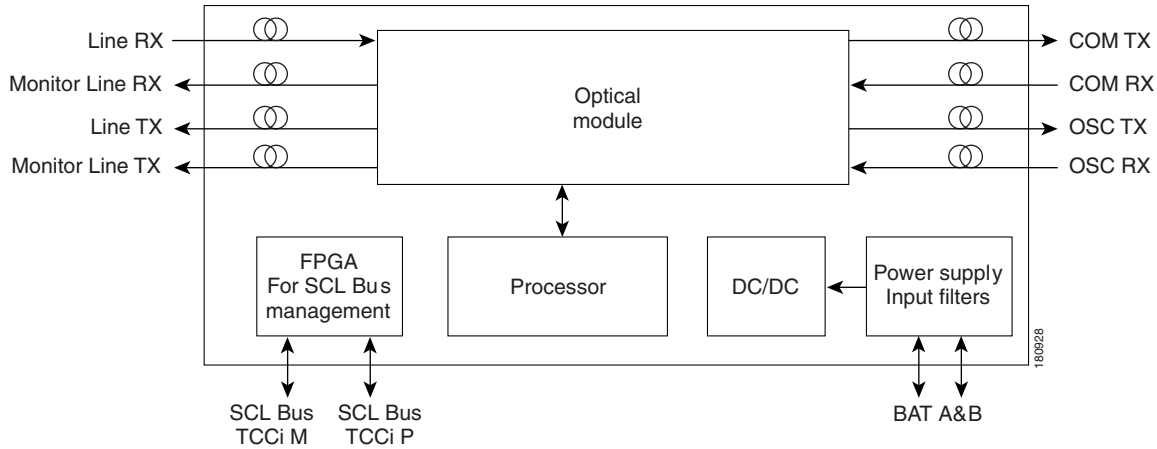 Line RX
Monitor Line RX
Line TX
Monitor Line TX
Optical
module
COM TX
COM RX
OSC TX
OSC RX
FPGA
For SCL Bus
management
Processor
DC/DC
Power supply
Input filters
180928
SCL Bus
TCCi M
SCL Bus
TCCi P
BAT A&B